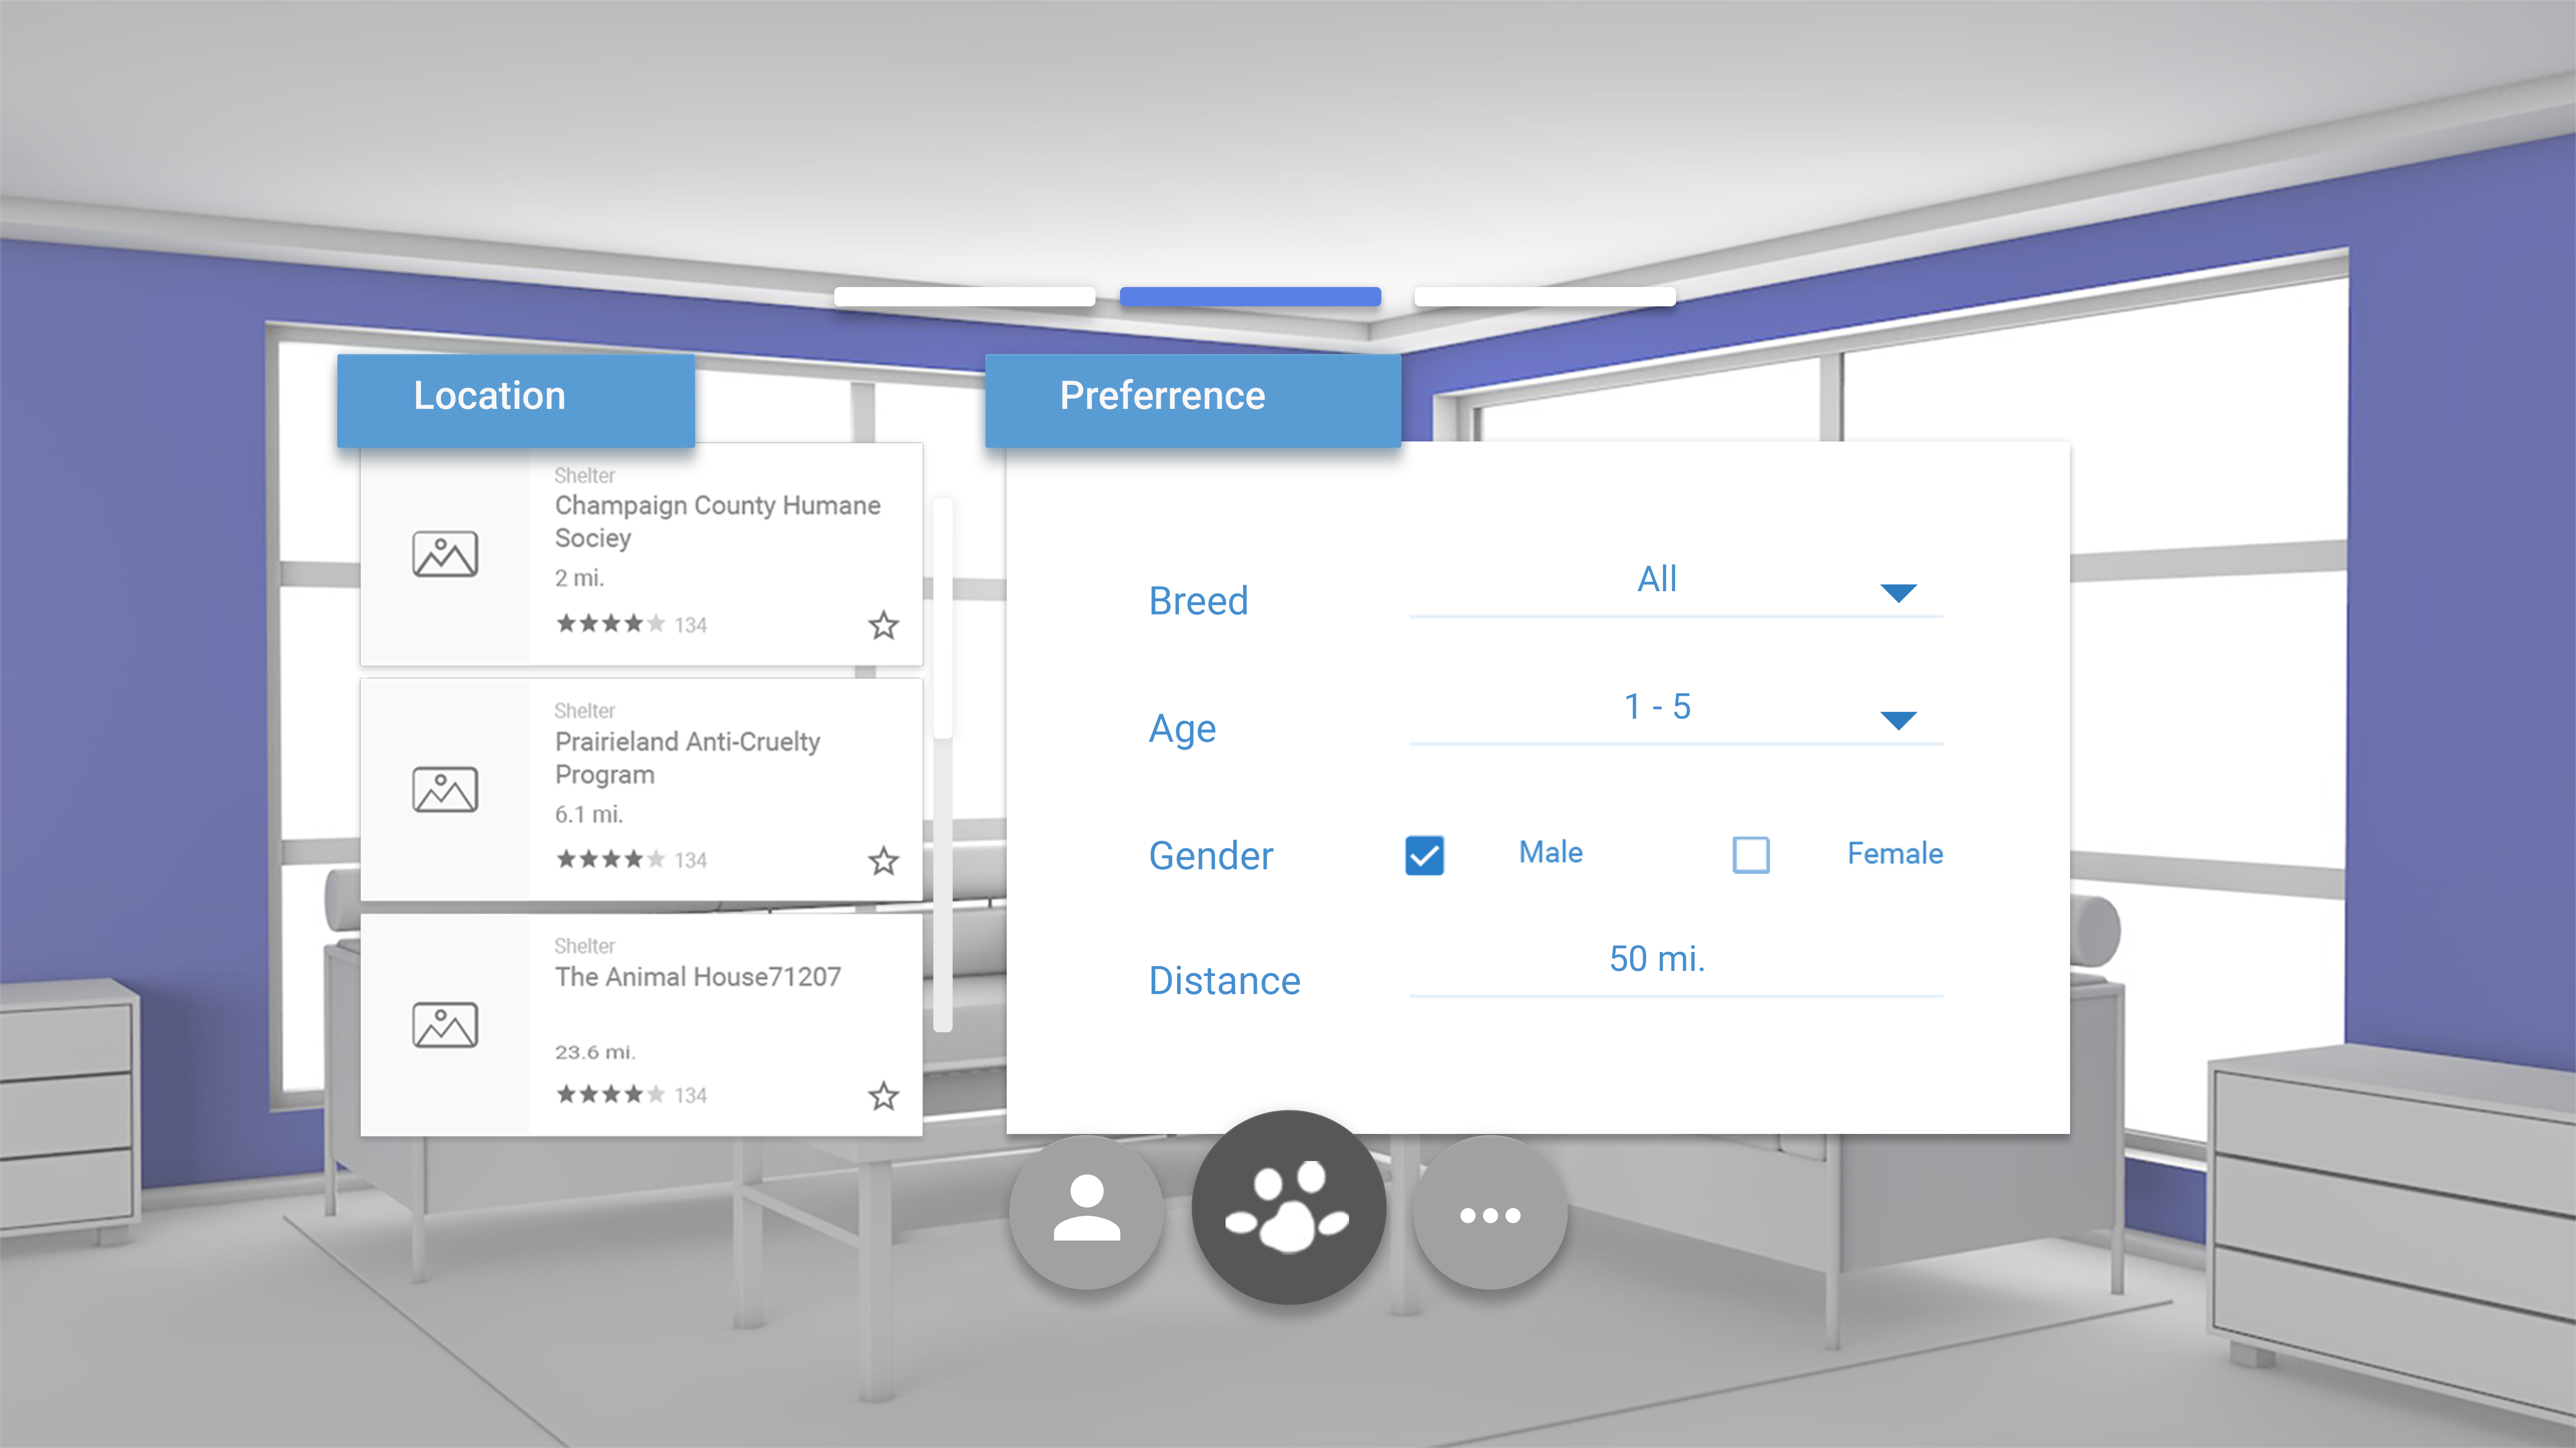 Location
Shelter
Champaign County Humane
Sociey
2 mi.
134
Shelter
Prairieland Anti-Cruelty
Program
6.1 mi.
134
Shelter
The Animal House71207
23.6 mi.
134
Preferrence
Breed
All
Age
1 - 5
Gender
Male
Female
Distance
50 mi.